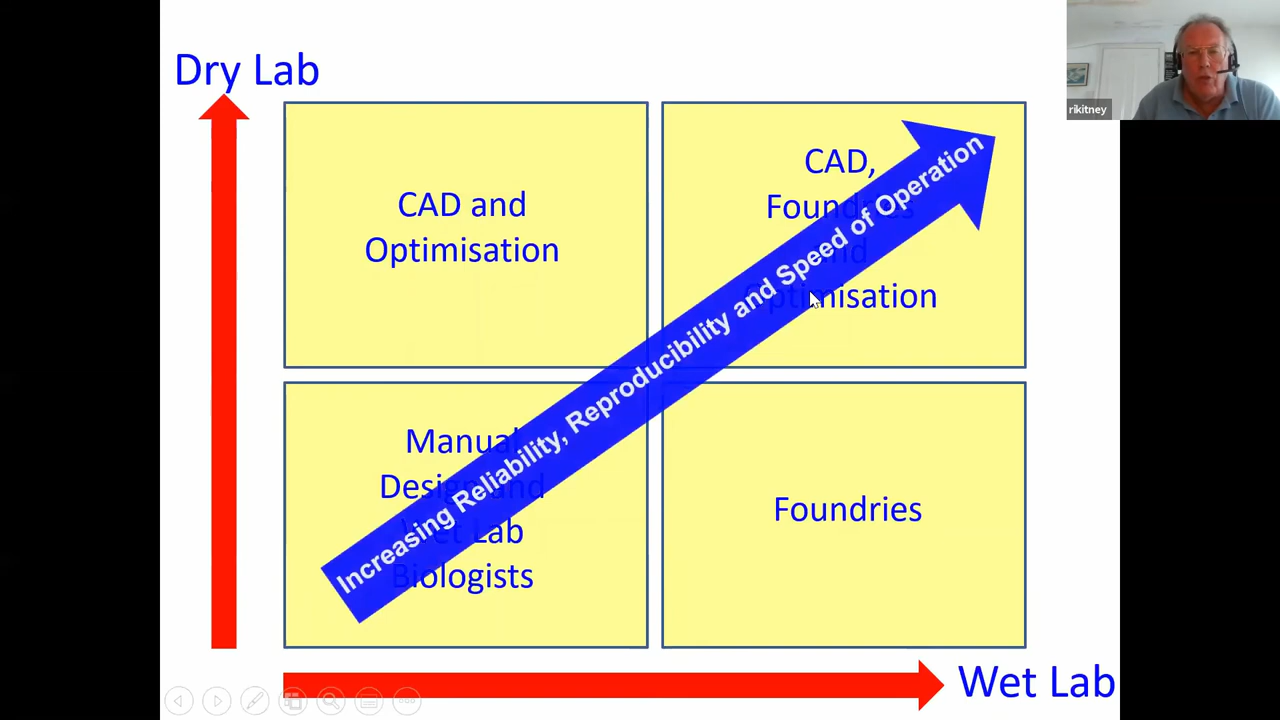 Dry Lab
rikitney
CAD and
Optimisation
CAD,
Foundries
and
Optimisation
Increasing Reliability, Reproducibility and Speed of Operation
Manual
Design and
Wet Lab
Biologists
Foundries
Wet Lab